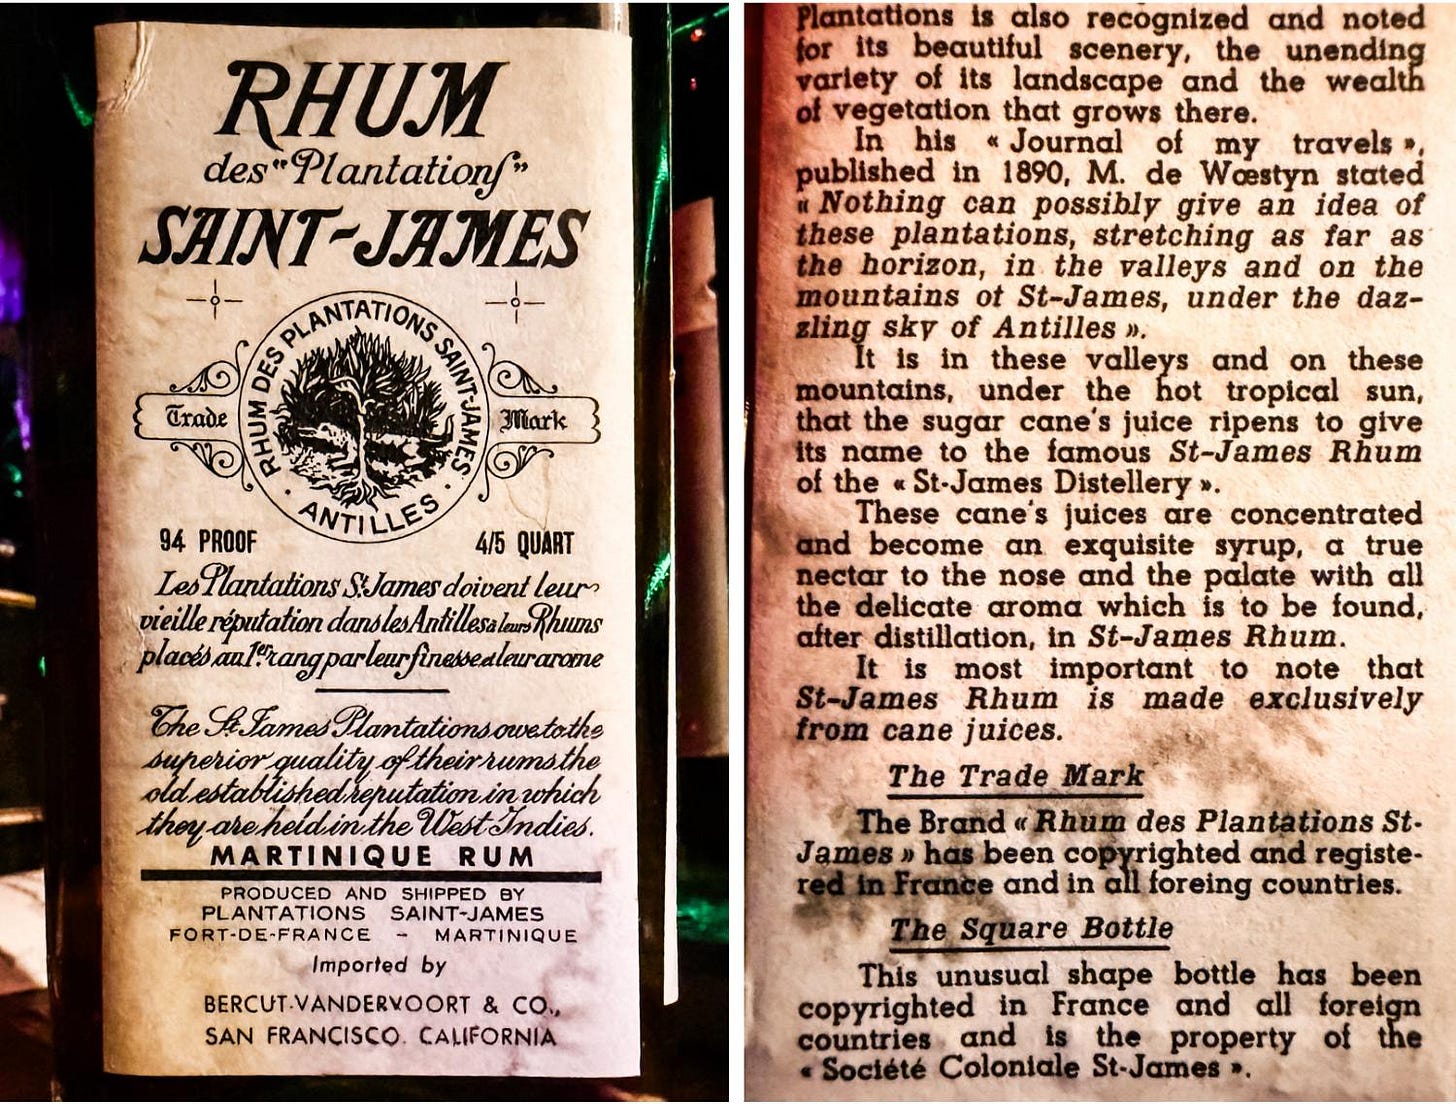 RHUM
des "Plantations"
SAINT-JAMES
RHUM DES PLANTATIONS SAINT-JAMES
Trade Mark
· ANTILLES ·
94 PROOF 4/5 QUART
Les Plantations St. James doivent leur
vieille réputation dans les Antilles à leurs Rhums
placés au 1er rang par leur finesse et leur arome
The St. James Plantations owe to the
superior quality of their rums the
old established reputation in which
they are held in the West Indies.
MARTINIQUE RUM
PRODUCED AND SHIPPED BY
PLANTATIONS SAINT-JAMES
FORT-DE-FRANCE - MARTINIQUE
Imported by
BERCUT-VANDERVOORT & CO.,
SAN FRANCISCO. CALIFORNIA
Plantations is also recognized and noted
for its beautiful scenery, the unending
variety of its landscape and the wealth
of vegetation that grows there.
In his « Journal of my travels »,
published in 1890, M. de Wœstyn stated
« Nothing can possibly give an idea of
these plantations, stretching as far as
the horizon, in the valleys and on the
mountains of St-James, under the daz-
zling sky of Antilles ».
It is in these valleys and on these
mountains, under the hot tropical sun,
that the sugar cane's juice ripens to give
its name to the famous St-James Rhum
of the « St-James Distellery ».
These cane's juices are concentrated
and become an exquisite syrup, a true
nectar to the nose and the palate with all
the delicate aroma which is to be found,
after distillation, in St-James Rhum.
It is most important to note that
St-James Rhum is made exclusively
from cane juices.
The Trade Mark
The Brand « Rhum des Plantations St-
James » has been copyrighted and registe-
red in France and in all foreing countries.
The Square Bottle
This unusual shape bottle has been
copyrighted in France and all foreign
countries and is the property of the
« Société Coloniale St-James ».